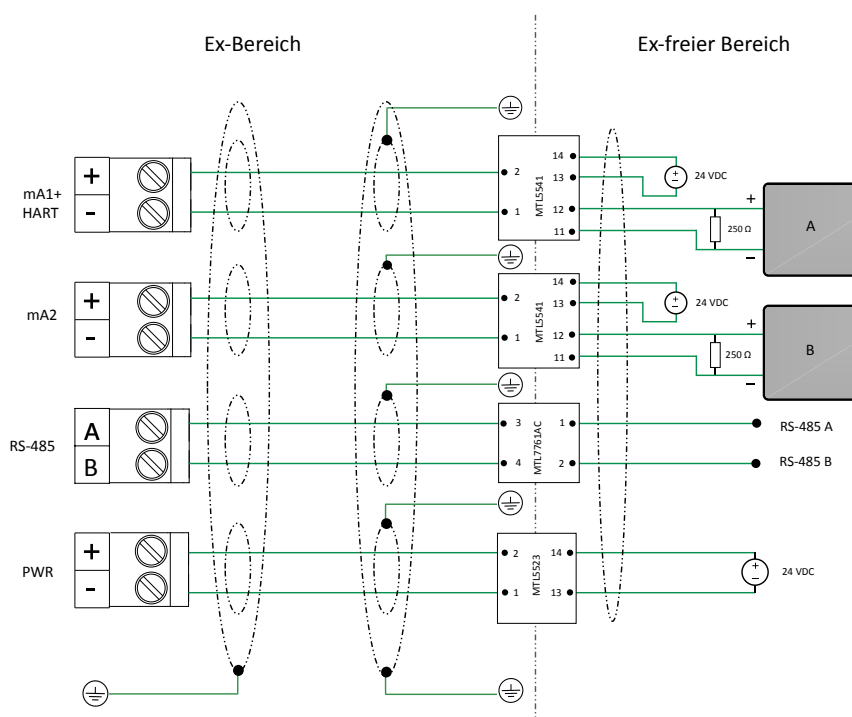 Ex-Bereich
Ex-freier Bereich
mA1+
HART
+
-
2
1
MTL5541
14
13
12
11
+
−
24 VDC
250 Ω
+
−
A
mA2
+
-
2
1
MTL5541
14
13
12
11
+
−
24 VDC
250 Ω
+
−
B
RS-485
A
B
3
4
MTL7761AC
1
2
RS-485 A
RS-485 B
PWR
+
-
2
1
MTL5523
14
13
+
−
24 VDC